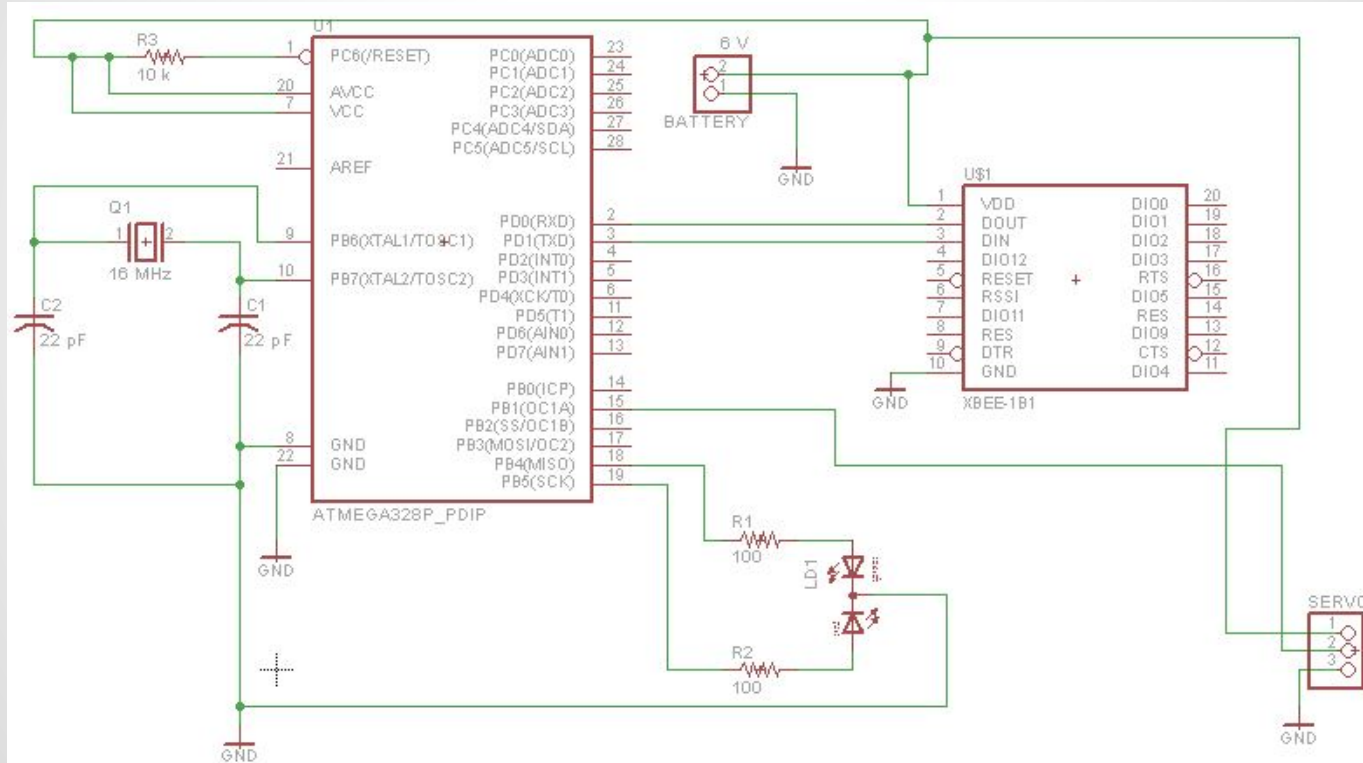 U1
R3
10 k
1
20
7
21
9
10
8
22
PC6(/RESET)
AVCC
VCC
AREF
PB6(XTAL1/TOSC1)
PB7(XTAL2/TOSC2)
GND
GND
PC0(ADC0)
PC1(ADC1)
PC2(ADC2)
PC3(ADC3)
PC4(ADC4/SDA)
PC5(ADC5/SCL)
PD0(RXD)
PD1(TXD)
PD2(INT0)
PD3(INT1)
PD4(XCK/T0)
PD5(T1)
PD6(AIN0)
PD7(AIN1)
PB0(ICP)
PB1(OC1A)
PB2(SS/OC1B)
PB3(MOSI/OC2)
PB4(MISO)
PB5(SCK)
23
24
25
26
27
28
2
3
4
5
6
11
12
13
14
15
16
17
18
19
ATMEGA328P_PDIP
Q1
1
2
16 MHz
C2
22 pF
C1
22 pF
GND
GND
6 V
2
1
BATTERY
GND
U$1
1
2
3
4
5
6
7
8
9
10
VDD
DOUT
DIN
DIO12
RESET
RSSI
DIO11
RES
DTR
GND
DIO0
DIO1
DIO2
DIO3
RTS
DIO5
RES
DIO9
CTS
DIO4
20
19
18
17
16
15
14
13
12
11
XBEE-1B1
GND
R1
100
LD1
R2
100
SERVO
1
2
3
GND